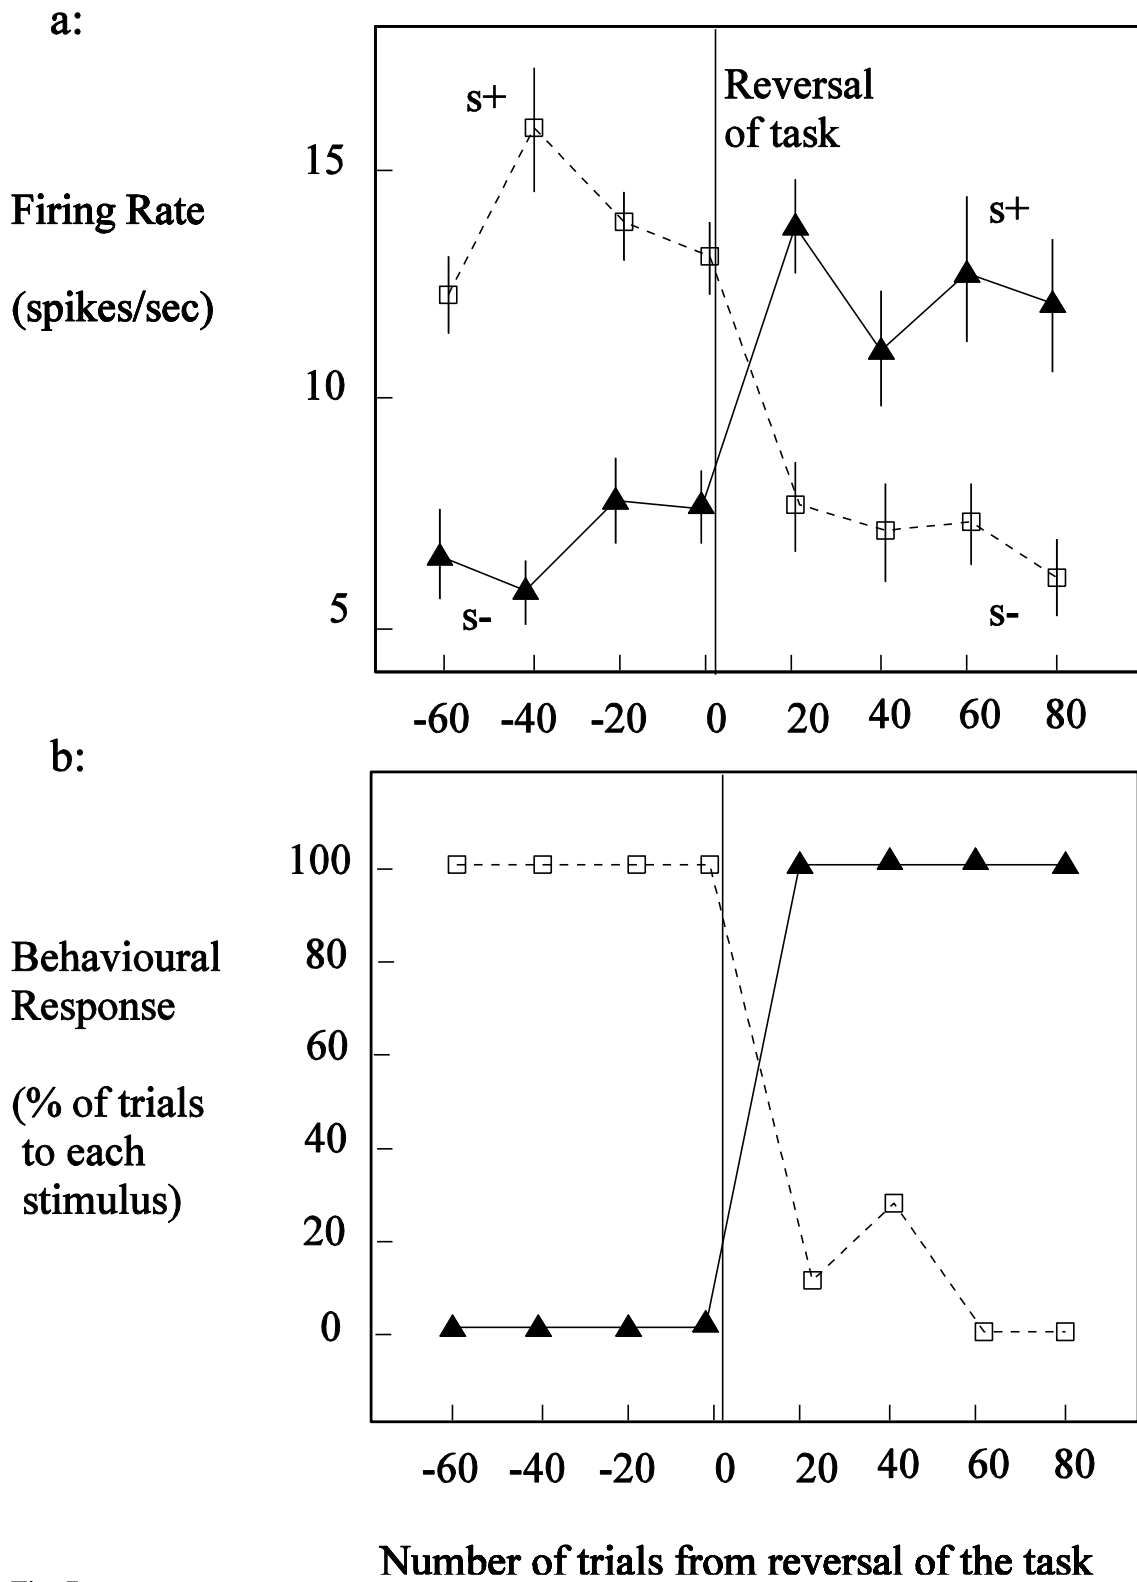 a:
s+
Reversal
of task
15
Firing Rate
s+
(spikes/sec)
10
5
s-
s-
-60 -40 -20 0 20 40 60 80
b:
100
Behavioural
80
Response
60
(% of trials
40
to each
stimulus)
20
0
-60 -40 -20 0 20 40 60 80
Number of trials from reversal of the task